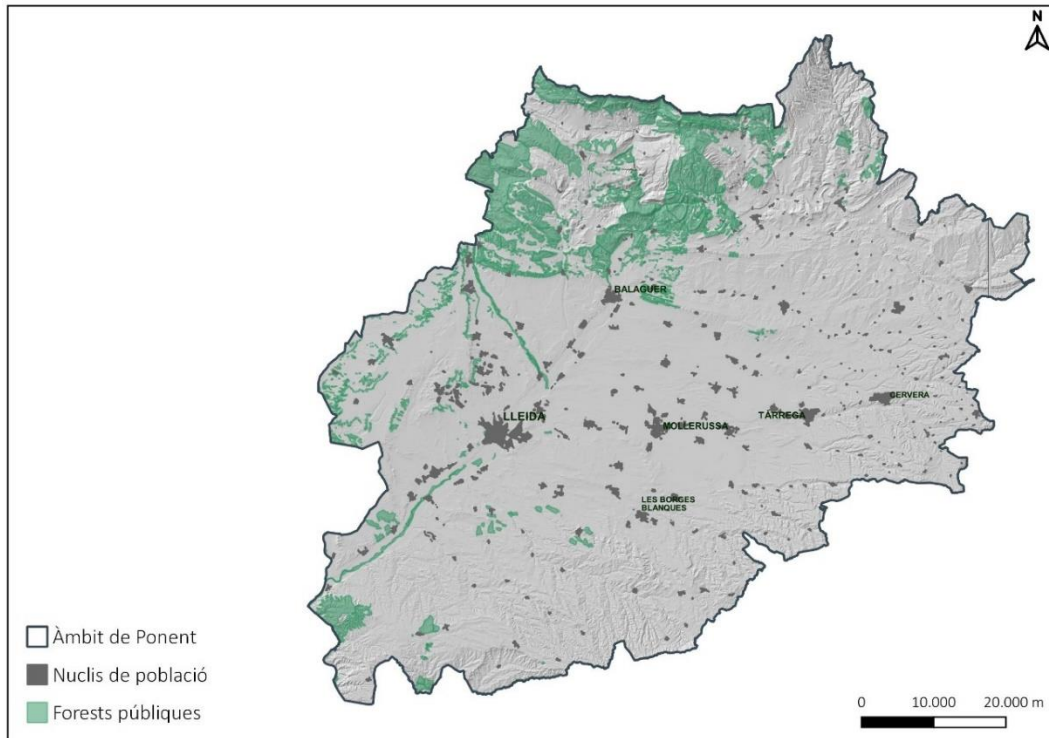 N
BALAGUER
CERVERA
LLEIDA
TÀRREGA
MOLLERUSSA
LES BORGES
BLANQUES
Àmbit de Ponent
Nuclis de població
Forests públiques
0 10.000 20.000 m